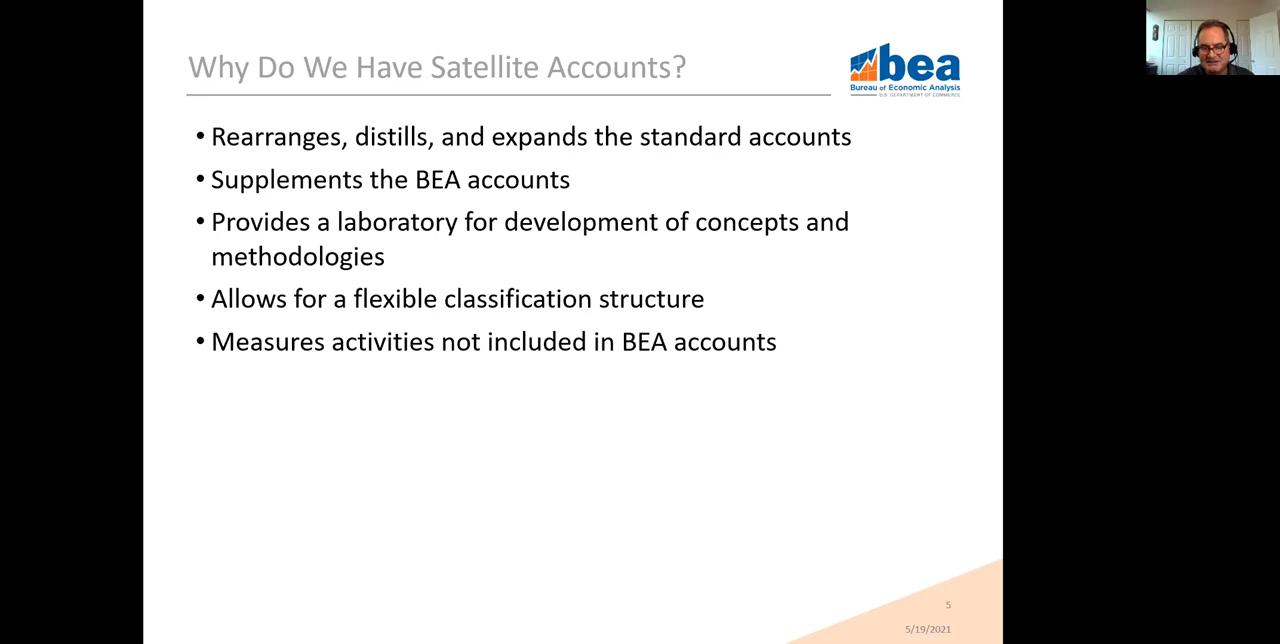 Why Do We Have Satellite Accounts?
bea
Bureau of Economic Analysis
U.S. DEPARTMENT OF COMMERCE
• Rearranges, distills, and expands the standard accounts
• Supplements the BEA accounts
• Provides a laboratory for development of concepts and
methodologies
• Allows for a flexible classification structure
• Measures activities not included in BEA accounts
5
5/19/2021